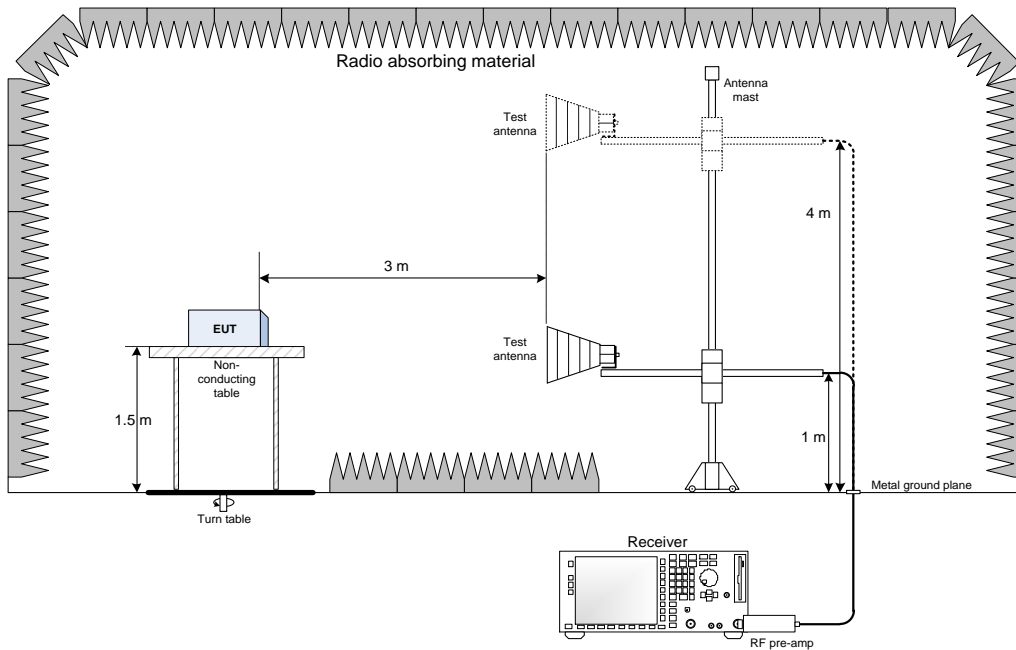 Radio absorbing material
Antenna
mast
Test
antenna
4 m
3 m
EUT
Test
antenna
Non-
conducting
table
1.5 m
1 m
Metal ground plane
Turn table
Receiver
RF pre-amp